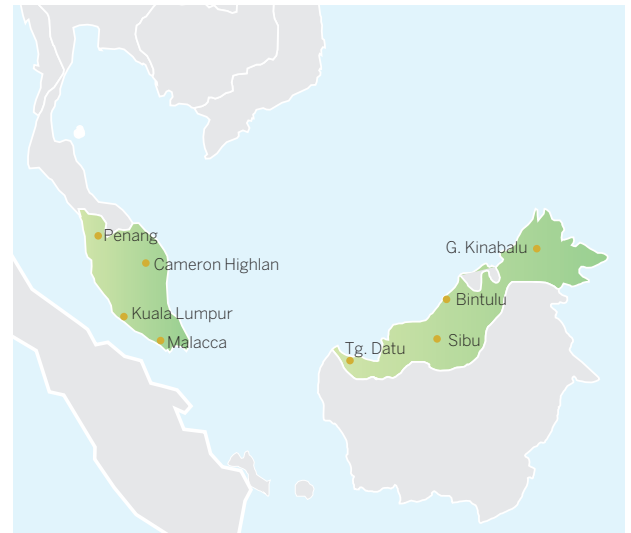 Penang
G. Kinabalu
Cameron Highlan
Bintulu
Kuala Lumpur
Sibu
Malacca
Tg. Datu